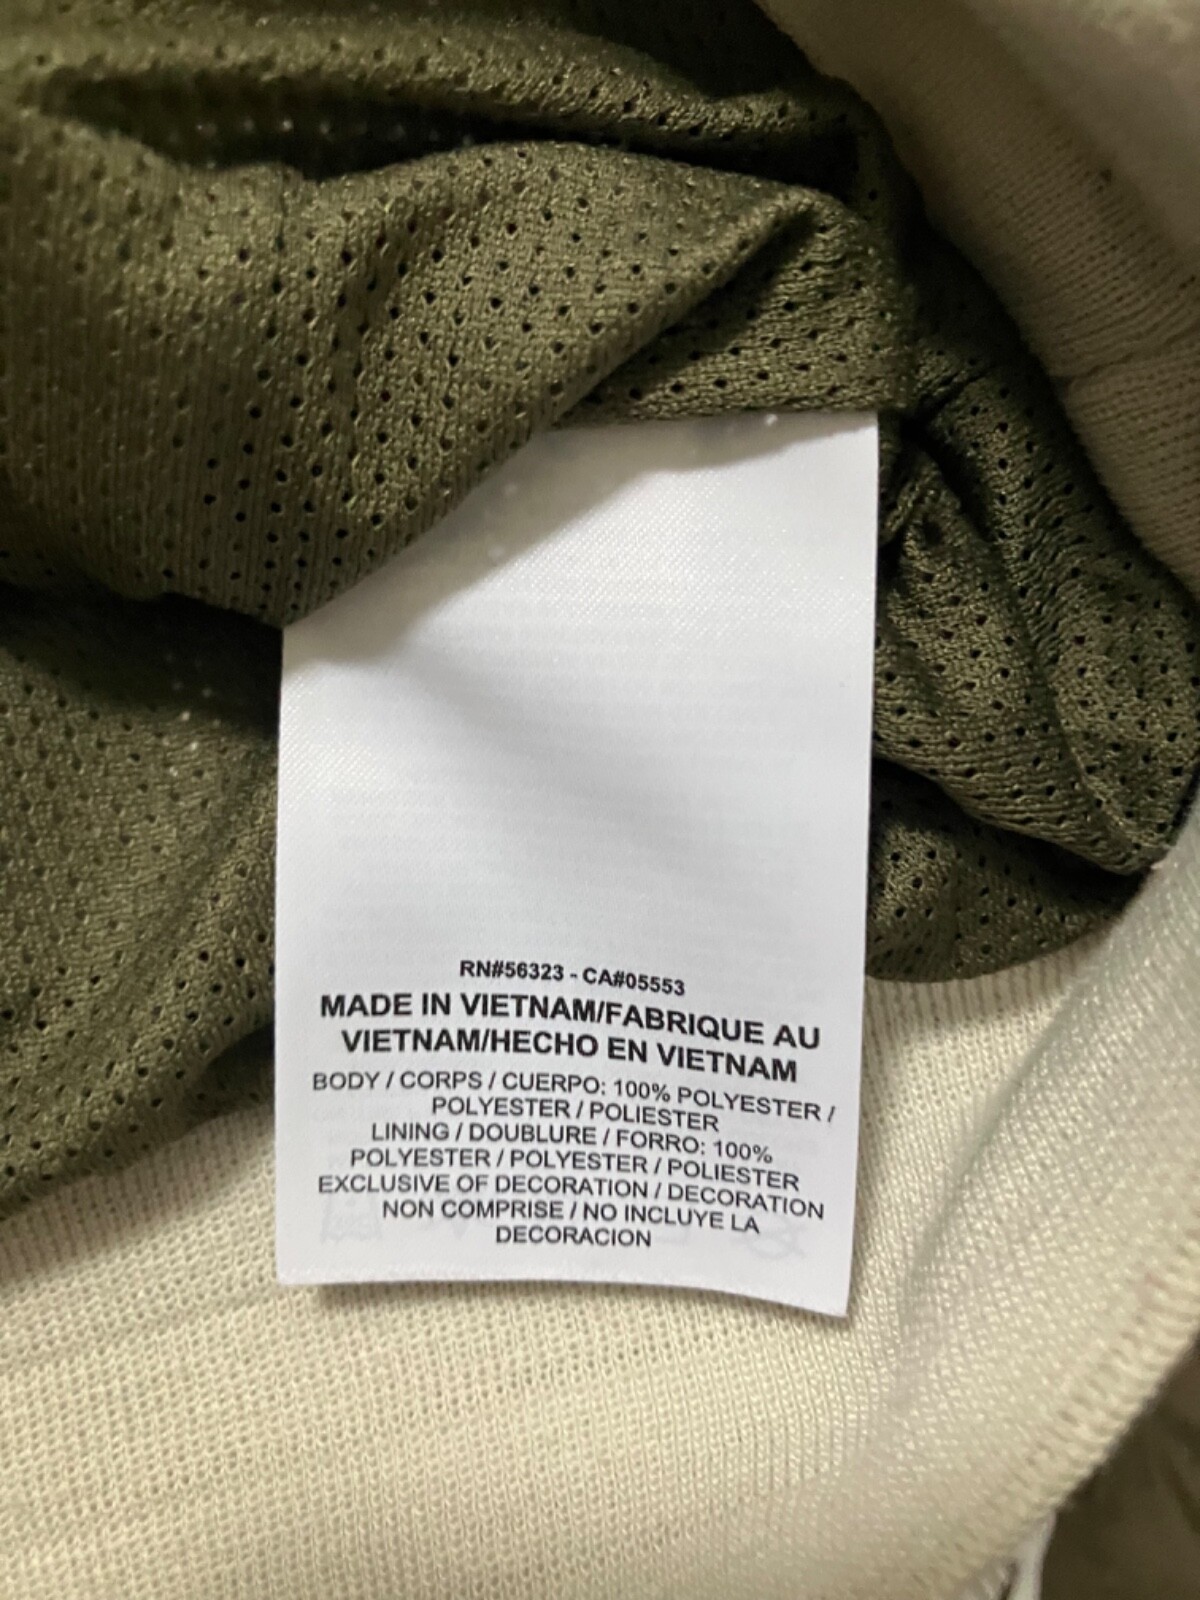 RN#56323 - CA#05553
MADE IN VIETNAM/FABRIQUE AU
VIETNAM/HECHO EN VIETNAM
BODY / CORPS / CUERPO: 100% POLYESTER /
POLYESTER / POLIESTER
LINING / DOUBLURE / FORRO: 100%
POLYESTER / POLYESTER / POLIESTER
EXCLUSIVE OF DECORATION / DECORATION
NON COMPRISE / NO INCLUYE LA
DECORACION